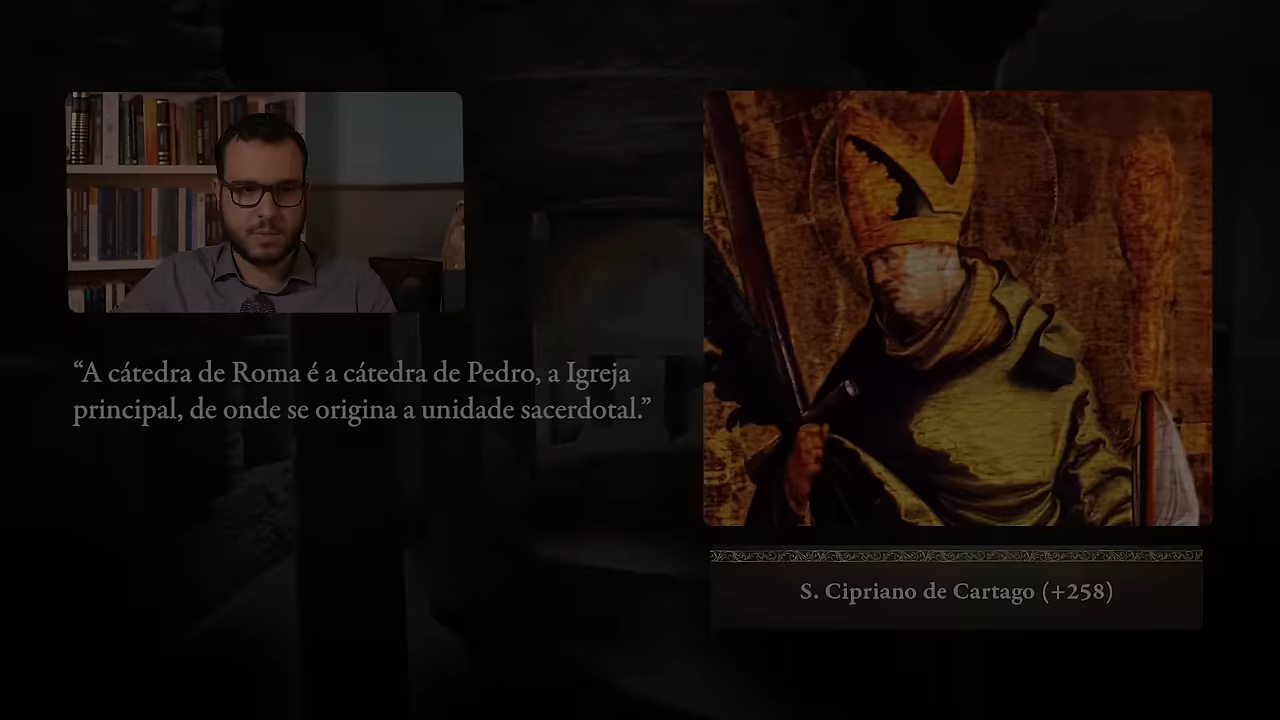 “A cátedra de Roma é a cátedra de Pedro, a Igreja
principal, de onde se origina a unidade sacerdotal.”
S. Cipriano de Cartago (+258)